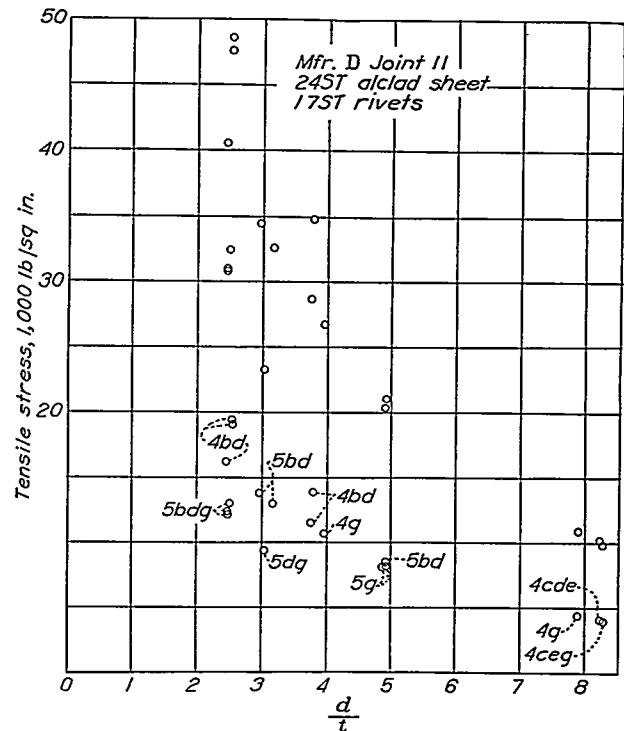 50
Mfr. D Joint II
24ST alclad sheet
17ST rivets
40
30
20
Tensile stress, 1,000 lb/sq in.
4bd
5bd
5bdg
4bd
4g
5dg
5g
5bd
4cde
4g
4ceg
0 1 2 3 4 5 6 7 8
d
t